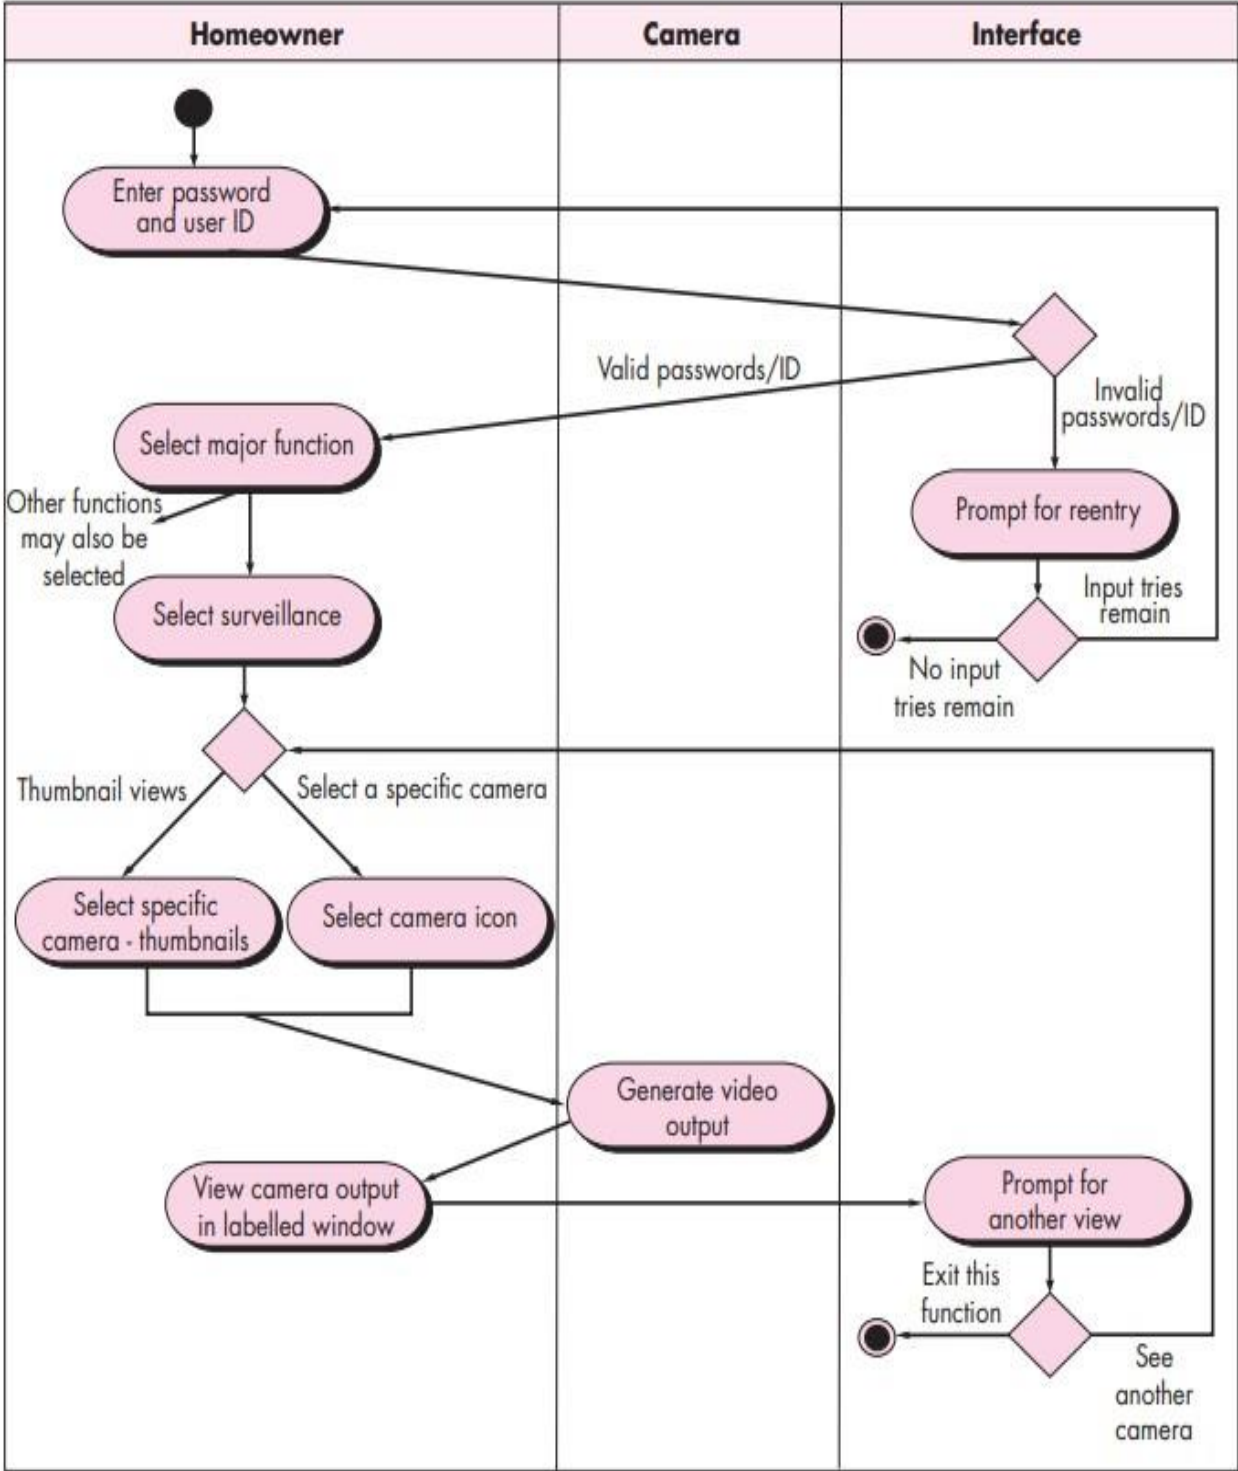 Homeowner
Camera
Interface
Enter password
and user ID
Valid passwords/ID
Invalid
passwords/ID
Select major function
Other functions
may also be
selected
Prompt for reentry
Input tries
remain
No input
tries remain
Select surveillance
Thumbnail views
Select a specific camera
Select specific
camera - thumbnails
Select camera icon
Generate video
output
View camera output
in labelled window
Prompt for
another view
Exit this
function
See
another
camera